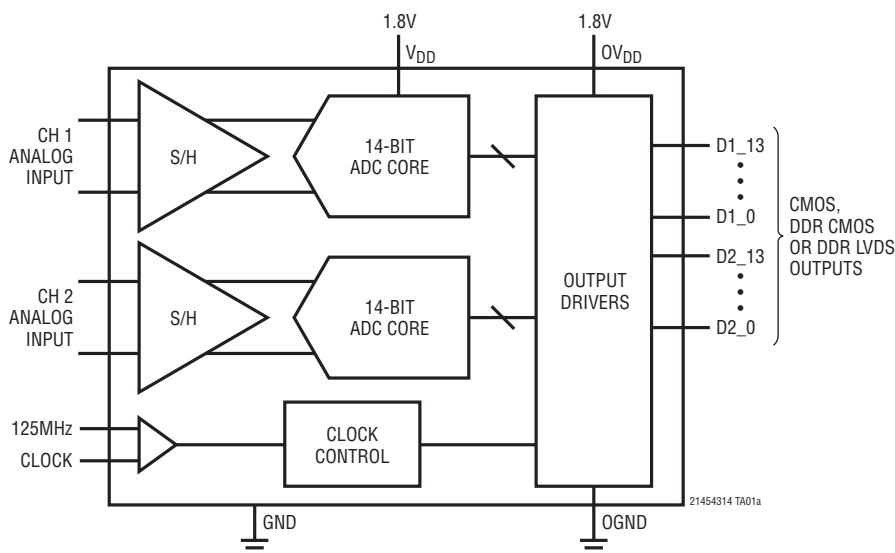 1.8V
1.8V
VDD
OVDD
CH 1
ANALOG
INPUT
S/H
14-BIT
ADC CORE
D1_13
D1_0
CH 2
ANALOG
INPUT
S/H
14-BIT
ADC CORE
OUTPUT
DRIVERS
D2_13
D2_0
CMOS,
DDR CMOS
OR DDR LVDS
OUTPUTS
125MHz
CLOCK
CLOCK
CONTROL
GND
OGND
21454314 TA01a